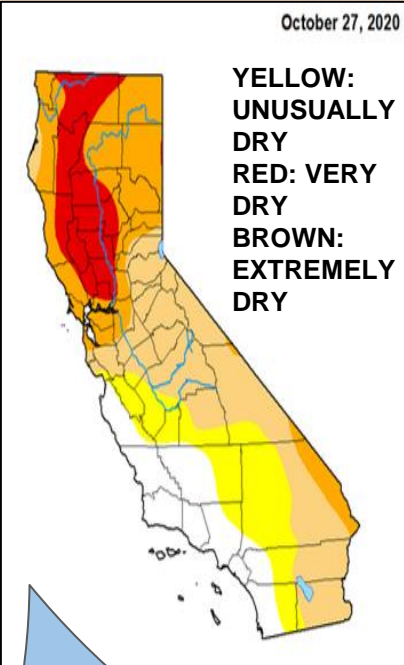 October 27, 2020
YELLOW:
UNUSUALLY
DRY
RED: VERY
DRY
BROWN:
EXTREMELY
DRY